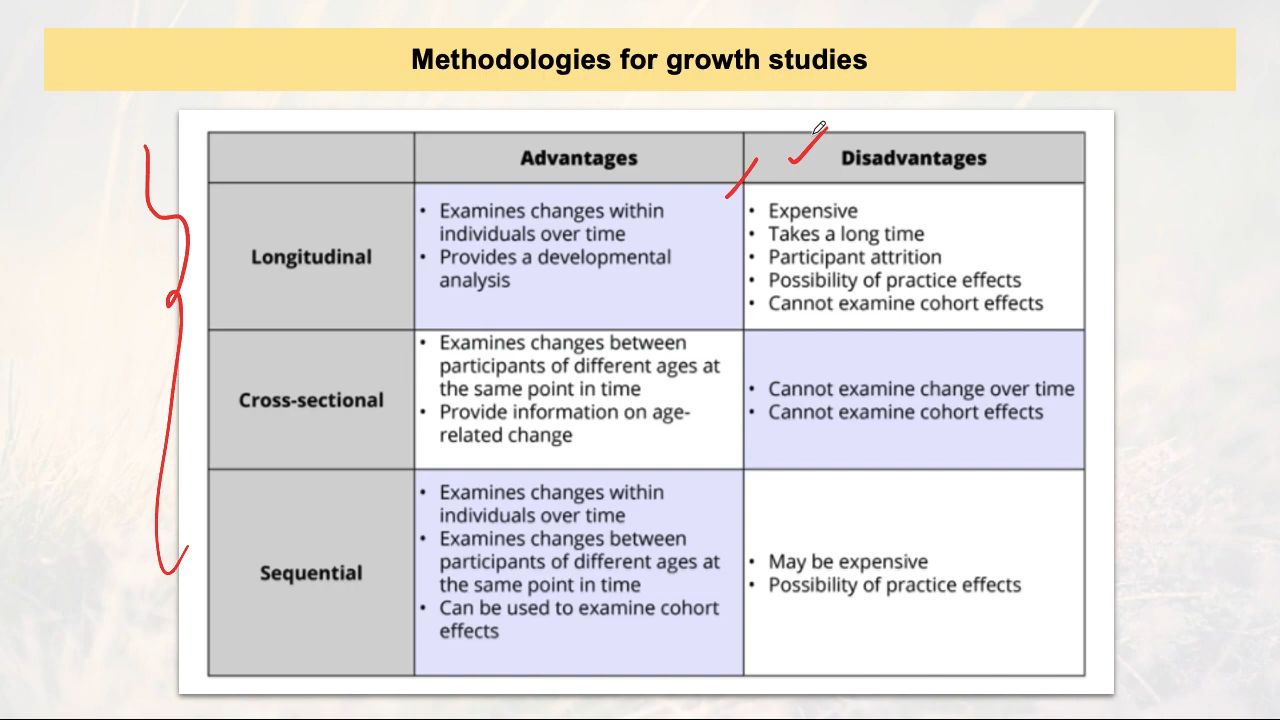 Methodologies for growth studies
Advantages
Disadvantages
Longitudinal
• Examines changes within
individuals over time
• Provides a developmental
analysis
• Expensive
• Takes a long time
• Participant attrition
• Possibility of practice effects
• Cannot examine cohort effects
Cross-sectional
• Examines changes between
participants of different ages at
the same point in time
• Provide information on age-
related change
• Cannot examine change over time
• Cannot examine cohort effects
Sequential
• Examines changes within
individuals over time
• Examines changes between
participants of different ages at
the same point in time
• Can be used to examine cohort
effects
• May be expensive
• Possibility of practice effects